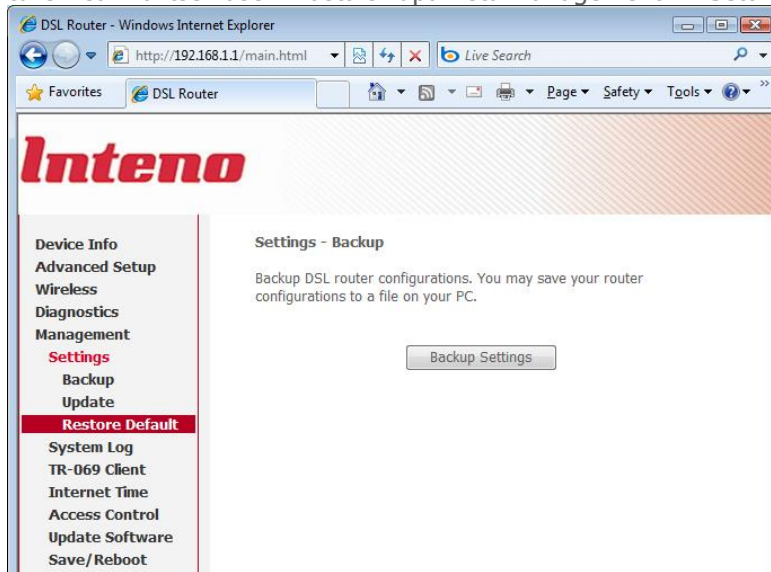 DSL Router - Windows Internet Explorer
http://192.168.1.1/main.html
Live Search
Favorites
DSL Router
Page
Safety
Tools
Inteno
Device Info
Advanced Setup
Wireless
Diagnostics
Management
Settings
Backup
Update
Restore Default
System Log
TR-069 Client
Internet Time
Access Control
Update Software
Save/Reboot
Settings - Backup
Backup DSL router configurations. You may save your router
configurations to a file on your PC.
Backup Settings